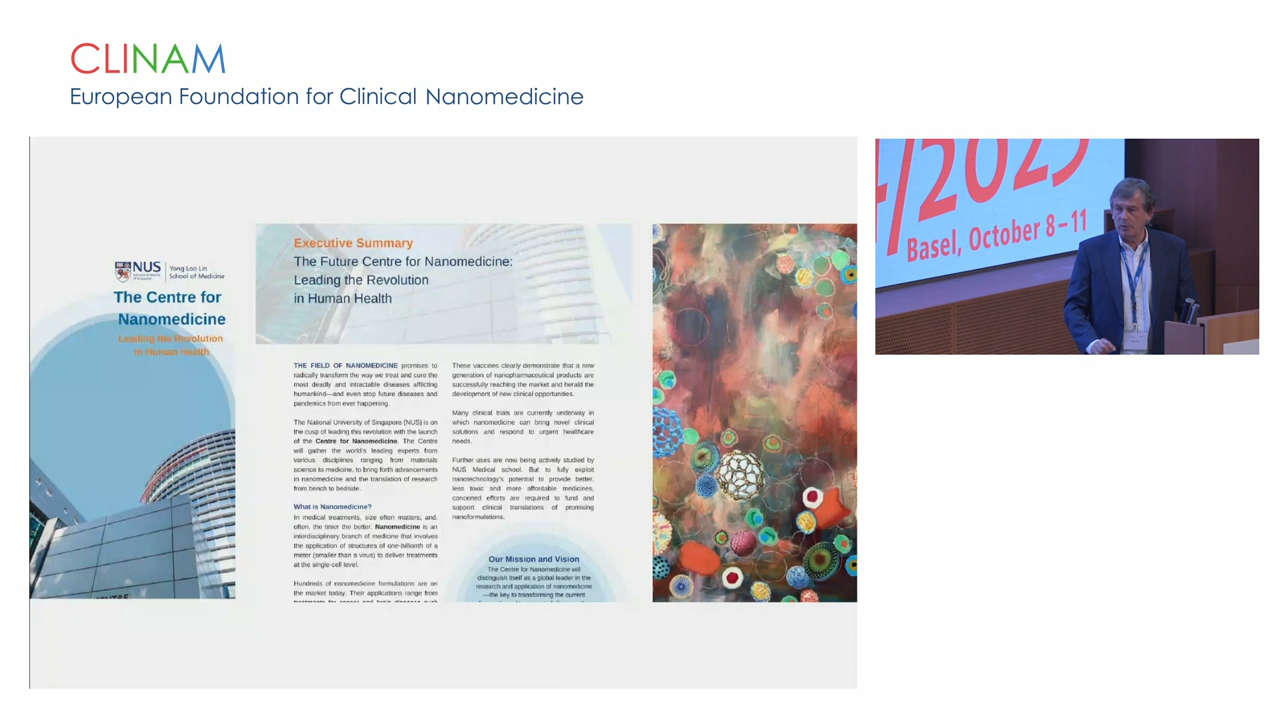 CLINAM
European Foundation for Clinical Nanomedicine
NUS
Yong Loo Lin
School of Medicine
The Centre for
Nanomedicine
Leading the Revolution
in Human Health
Executive Summary
The Future Centre for Nanomedicine:
Leading the Revolution
in Human Health
THE FIELD OF NANOMEDICINE promises to
radically transform the way we treat and cure the
most deadly and intractable diseases afflicting
humankind—and even stop future diseases and
pandemics from ever happening.
The National University of Singapore (NUS) is on
the cusp of leading this revolution with the launch
of the Centre for Nanomedicine. The Centre
will gather the world's leading experts from
various disciplines ranging from materials
science to medicine, to bring forth advancements
in nanomedicine and the translation of research
from bench to bedside.
What is Nanomedicine?
In medical treatments, size often matters; and,
often, the tinier the better. Nanomedicine is an
interdisciplinary branch of medicine that involves
the application of structures of one-billionth of a
meter (smaller than a virus) to deliver treatments
at the single-cell level.
Hundreds of nanomedicine formulations are on
the market today. Their applications range from
treatments for cancer and brain diseases such
These vaccines clearly demonstrate that a new
generation of nanopharmaceutical products are
successfully reaching the market and herald the
development of new clinical opportunities.
Many clinical trials are currently underway in
which nanomedicine can bring novel clinical
solutions and respond to urgent healthcare
needs.
Further uses are now being actively studied by
NUS Medical school. But to fully exploit
nanotechnology's potential to provide better,
less toxic and more affordable medicines,
concerted efforts are required to fund and
support clinical translations of promising
nanoformulations.
Our Mission and Vision
The Centre for Nanomedicine will
distinguish itself as a global leader in the
research and application of nanomedicine
—the key to transforming the current
/2023
Basel, October 8–11